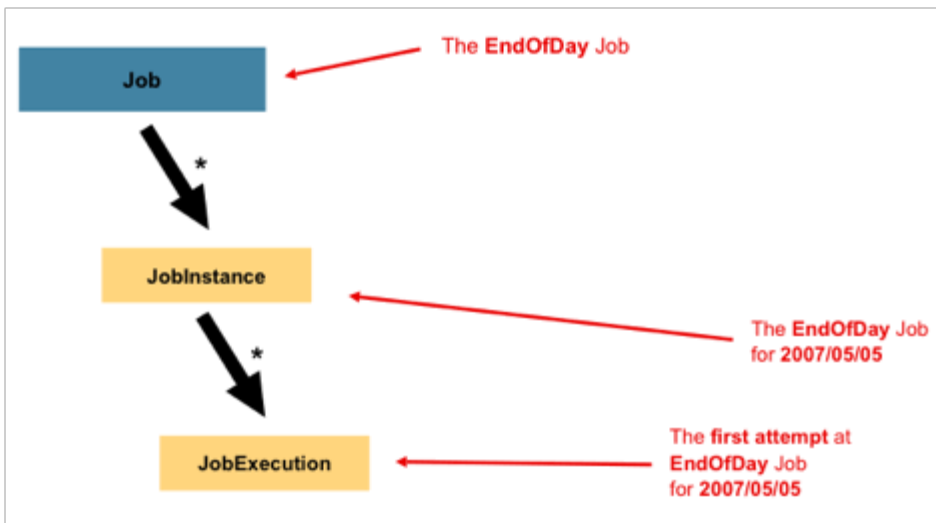 The EndOfDay Job
Job
*
JobInstance
The EndOfDay Job
for 2007/05/05
*
JobExecution
The first attempt at
EndOfDay Job
for 2007/05/05